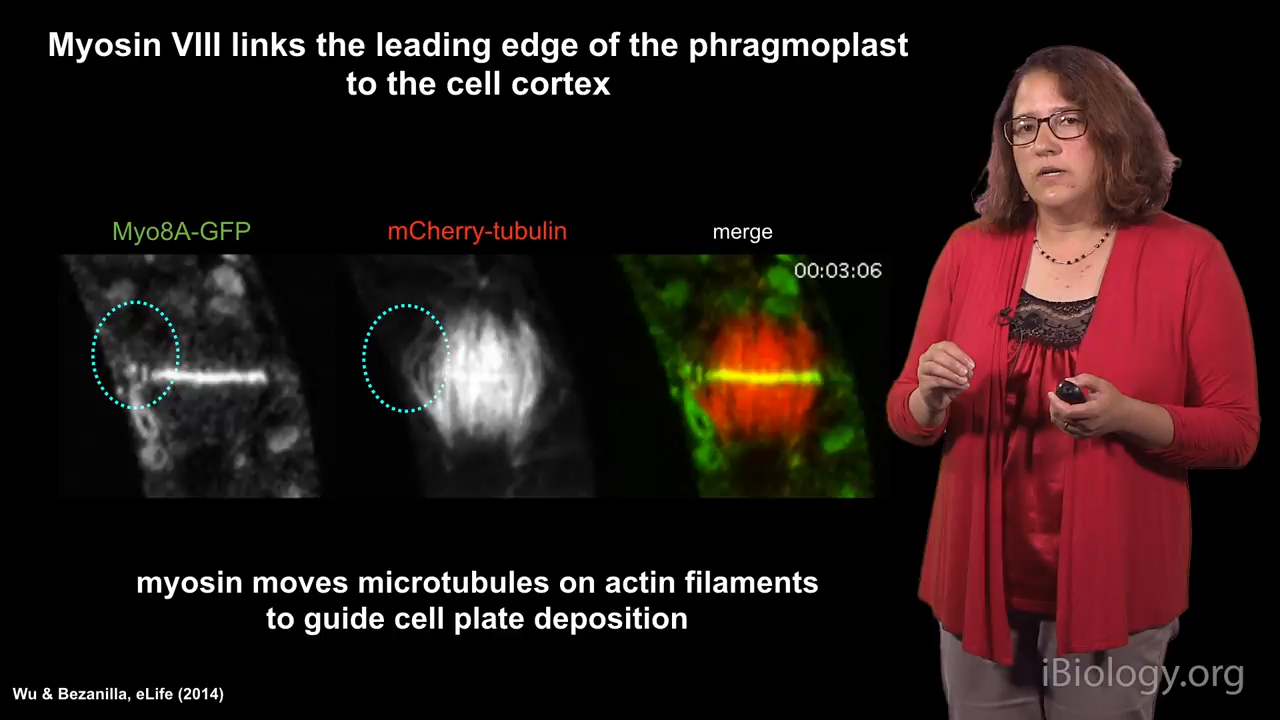 Myosin VIII links the leading edge of the phragmoplast
to the cell cortex
Myo8A-GFP
mCherry-tubulin
merge
00:03:06
myosin moves microtubules on actin filaments
to guide cell plate deposition
Wu & Bezanilla, eLife (2014)
iBiology.org